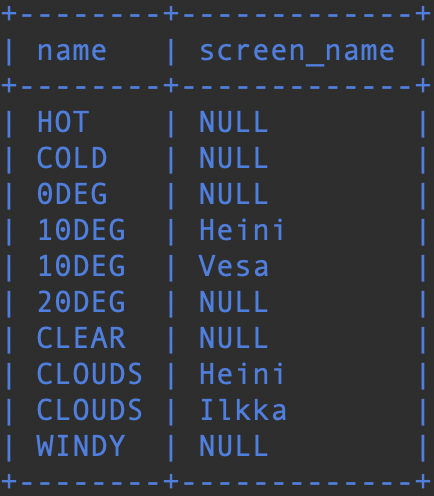 +--------+-------------+
| name   | screen_name |
+--------+-------------+
| HOT    | NULL        |
| COLD   | NULL        |
| 0DEG   | NULL        |
| 10DEG  | Heini       |
| 10DEG  | Vesa        |
| 20DEG  | NULL        |
| CLEAR  | NULL        |
| CLOUDS | Heini       |
| CLOUDS | Ilkka       |
| WINDY  | NULL        |
+--------+-------------+